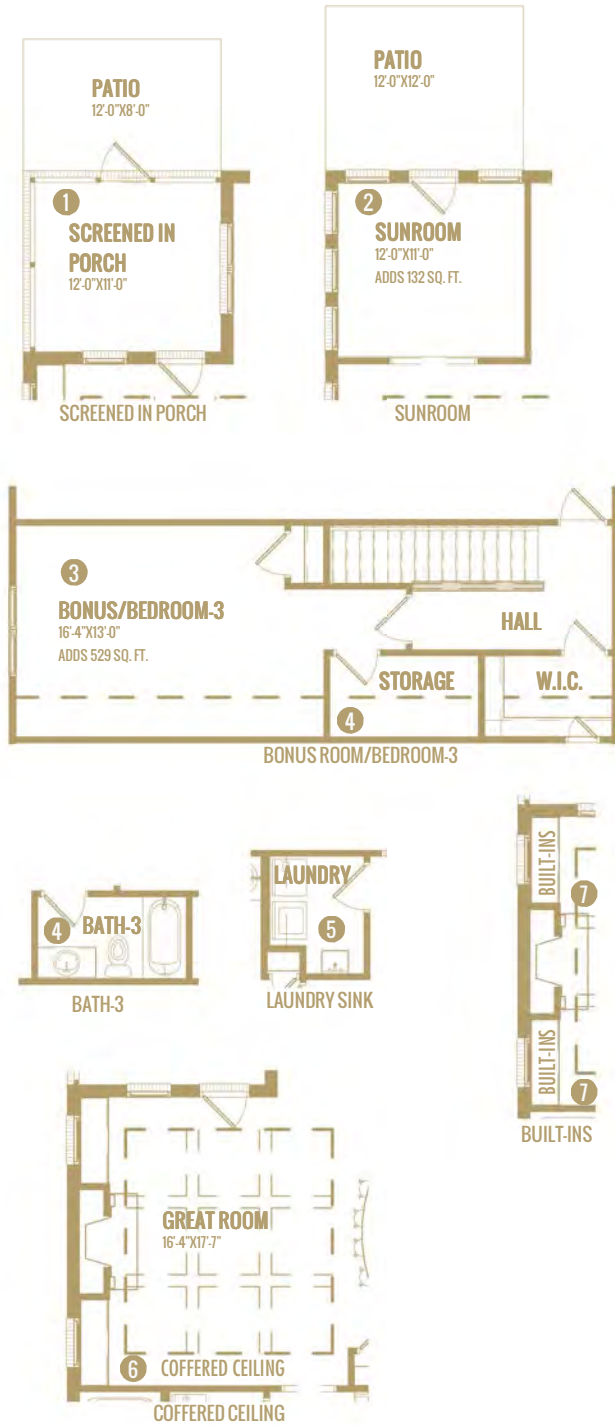 PATIO
12'-0"X8'-0"
1
SCREENED IN
PORCH
12'-0"X11'-0"
SCREENED IN PORCH
PATIO
12'-0"X12'-0"
2
SUNROOM
12'-0"X11'-0"
ADDS 132 SQ. FT.
SUNROOM
3
BONUS/BEDROOM-3
16'-4"X13'-0"
ADDS 529 SQ. FT.
HALL
STORAGE
4
W.I.C.
BONUS ROOM/BEDROOM-3
4
BATH-3
BATH-3
LAUNDRY
5
LAUNDRY SINK
BUILT-INS
7
BUILT-INS
7
BUILT-INS
GREAT ROOM
16'-4"X17'-7"
6 COFFERED CEILING
COFFERED CEILING